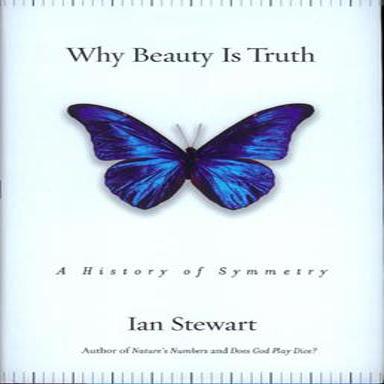 Why Beauty Is Truth
A History of Symmetry
Ian Stewart
Author of Nature's Numbers and Does God Play Dice?